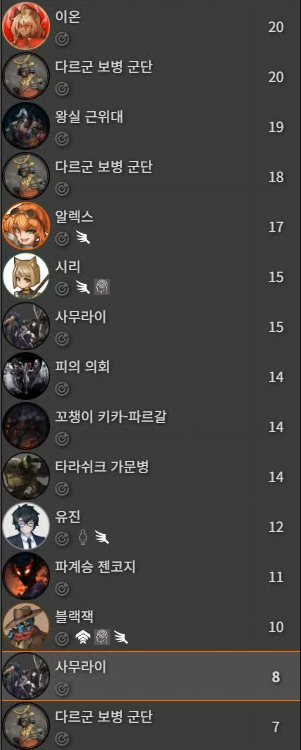 이온 20
다르군 보병 군단 20
왕실 근위대 19
다르군 보병 군단 18
알렉스 17
시리 15
사무라이 15
피의 의회 14
꼬챙이 키카-파르갈 14
타라쉬크 가문병 14
유진 12
파계승 젠코지 11
블랙잭 10
사무라이 8
다르군 보병 군단 7